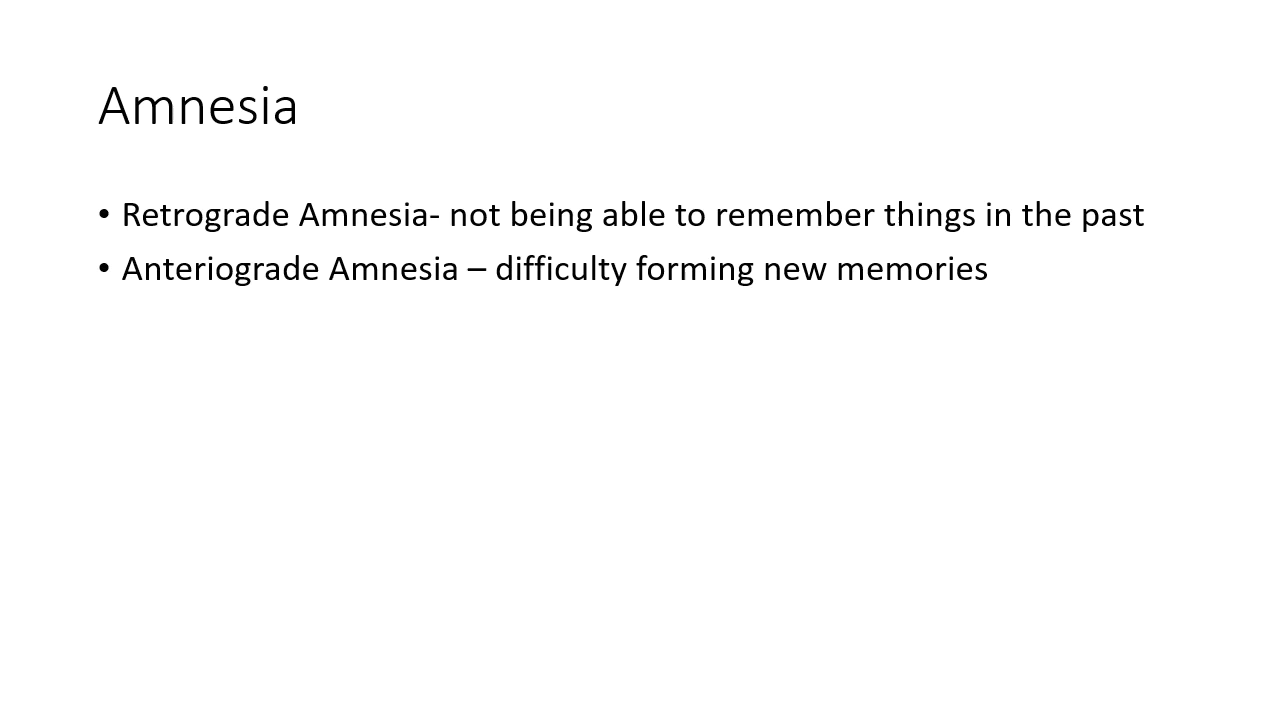 Amnesia
• Retrograde Amnesia- not being able to remember things in the past
• Anteriograde Amnesia – difficulty forming new memories